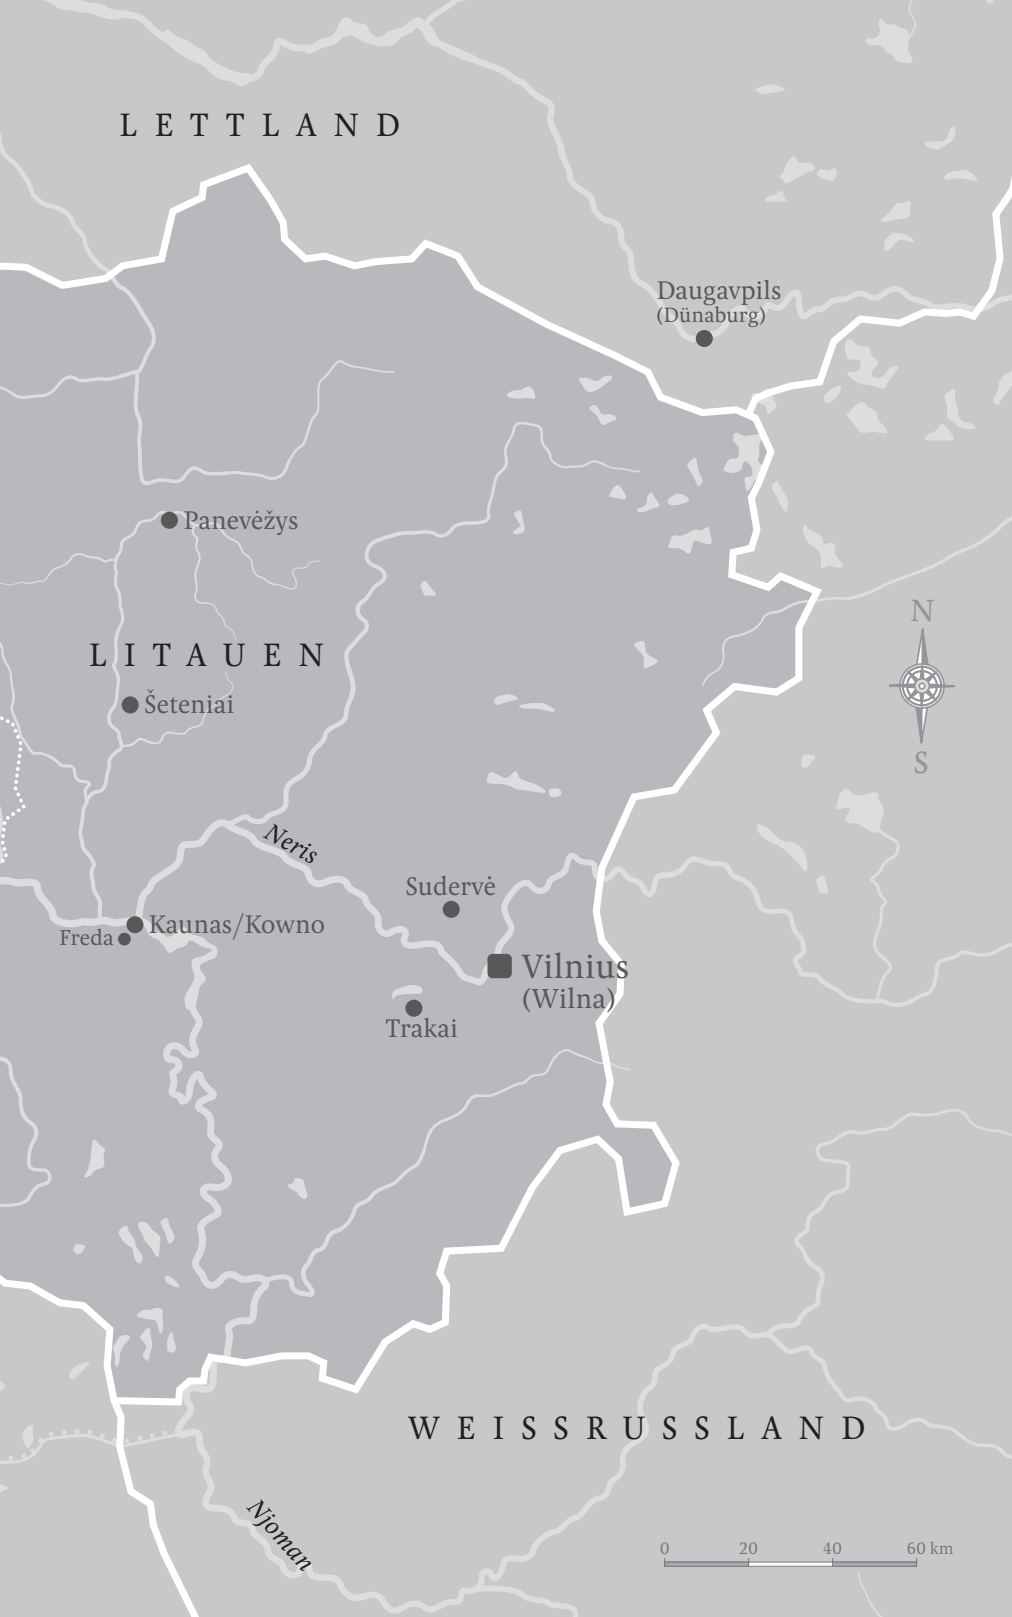 LETTLAND
Daugavpils
(Dünaburg)
Panevėžys
N
LITAUEN
Šeteniai
S
Neris
Sudervė
Kaunas/Kowno
Freda
Vilnius
(Wilna)
Trakai
WEISSRUSSLAND
Njoman
0 20 40 60 km